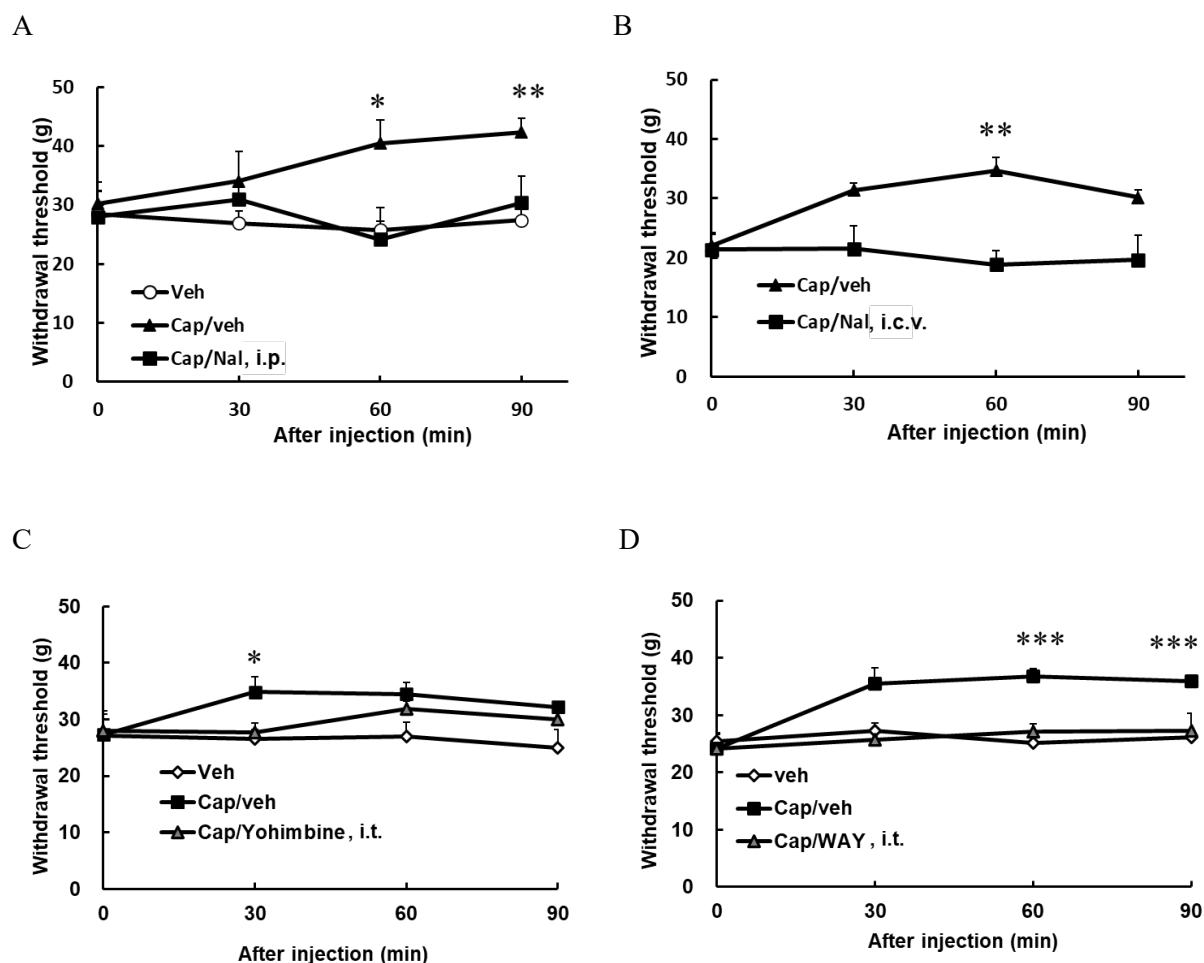 A
Withdrawal threshold (g)
50
40
30
20
10
0
* **
Veh
Cap/veh
Cap/Nal, i.p.
0 30 60 90
After injection (min)
B
Withdrawal threshold (g)
50
40
30
20
10
0
**
Cap/veh
Cap/Nal, i.c.v.
0 30 60 90
After injection (min)
C
Withdrawal threshold (g)
50
40
30
20
10
0
*
Veh
Cap/veh
Cap/Yohimbine, i.t.
0 30 60 90
After injection (min)
D
Withdrawal threshold (g)
50
40
30
20
10
0
*** ***
veh
Cap/veh
Cap/WAY , i.t.
0 30 60 90
After injection (min)